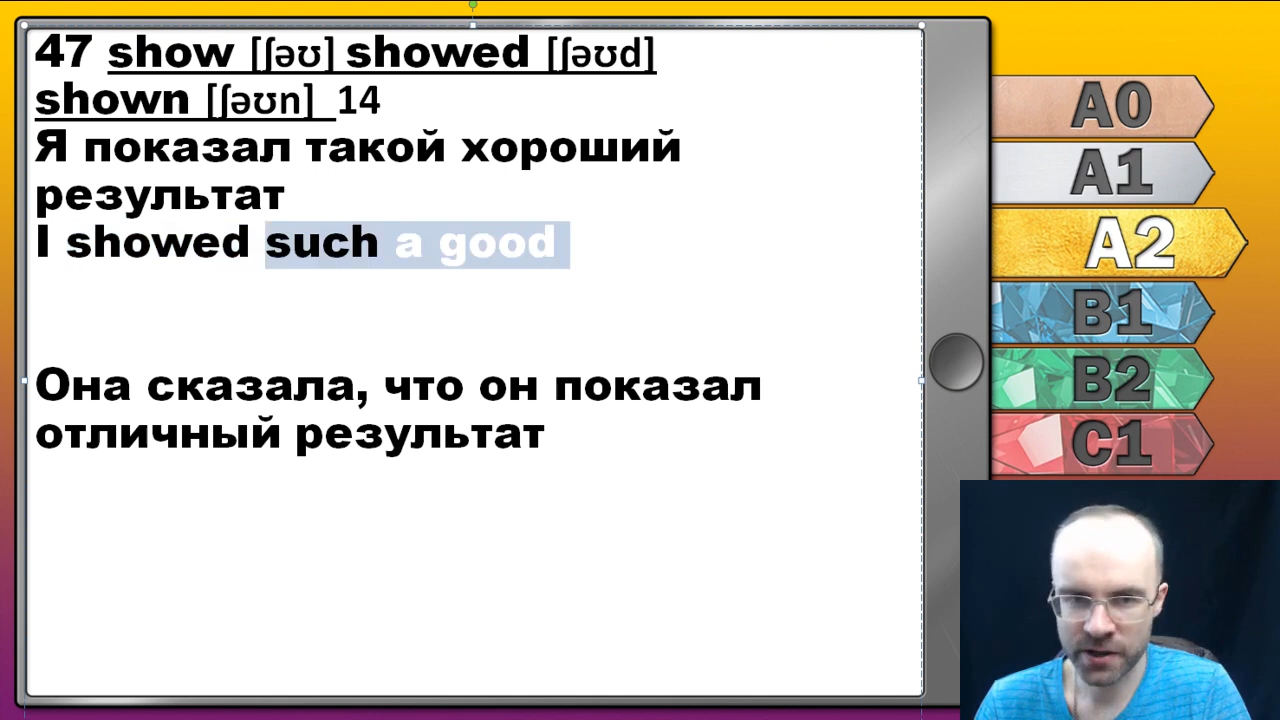 47 show [ʃəʊ] showed [ʃəʊd]
shown [ʃəʊn] 14
Я показал такой хороший
результат
I showed such a good
Она сказала, что он показал
отличный результат
A0
A1
A2
B1
B2
C1